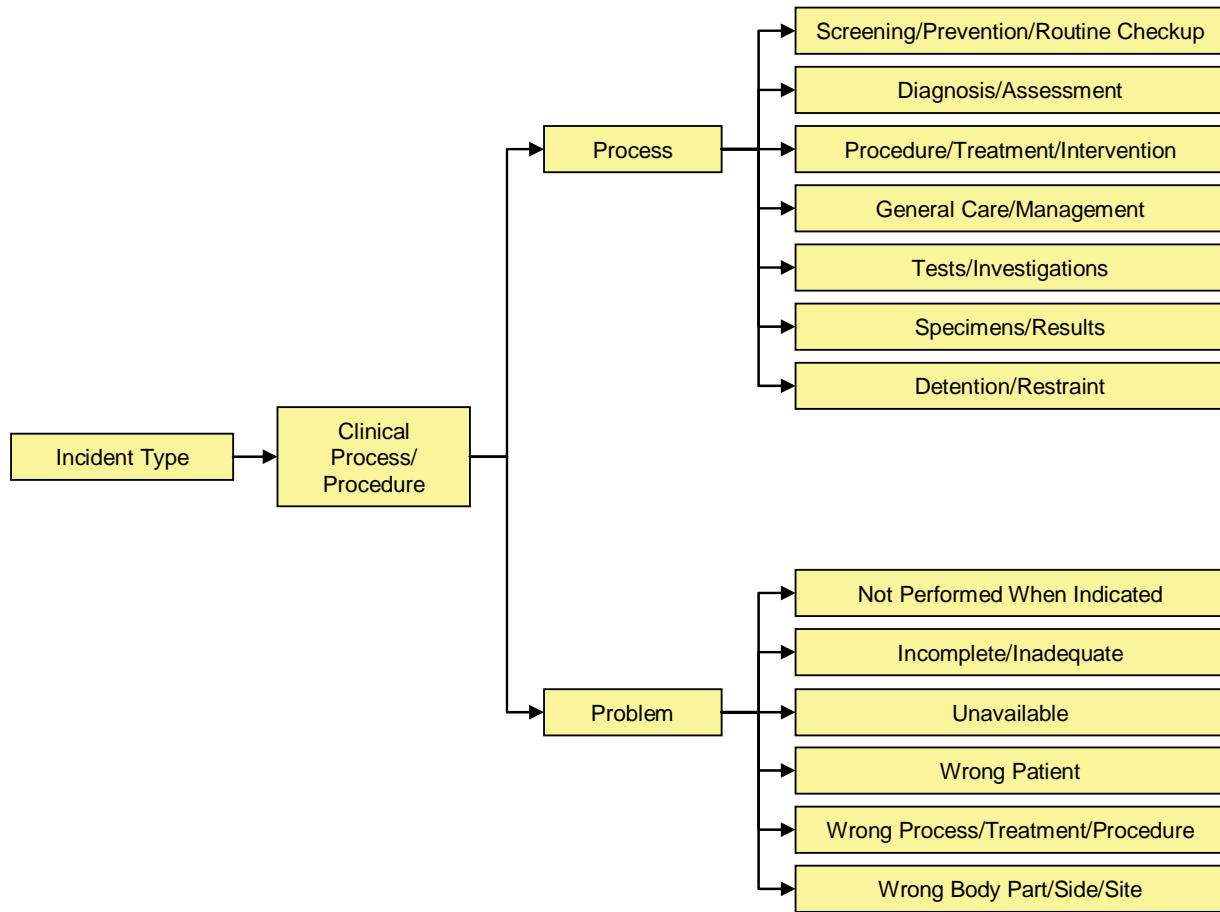 Screening/Prevention/Routine Checkup
Diagnosis/Assessment
Process
Procedure/Treatment/Intervention
General Care/Management
Tests/Investigations
Specimens/Results
Detention/Restraint
Incident Type
Clinical
Process/
Procedure
Not Performed When Indicated
Incomplete/Inadequate
Problem
Unavailable
Wrong Patient
Wrong Process/Treatment/Procedure
Wrong Body Part/Side/Site